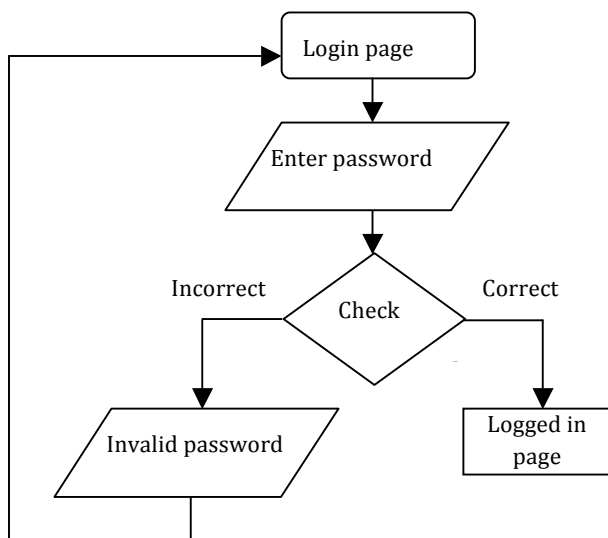 Login page
Enter password
Incorrect
Correct
Check
Invalid password
Logged in
page